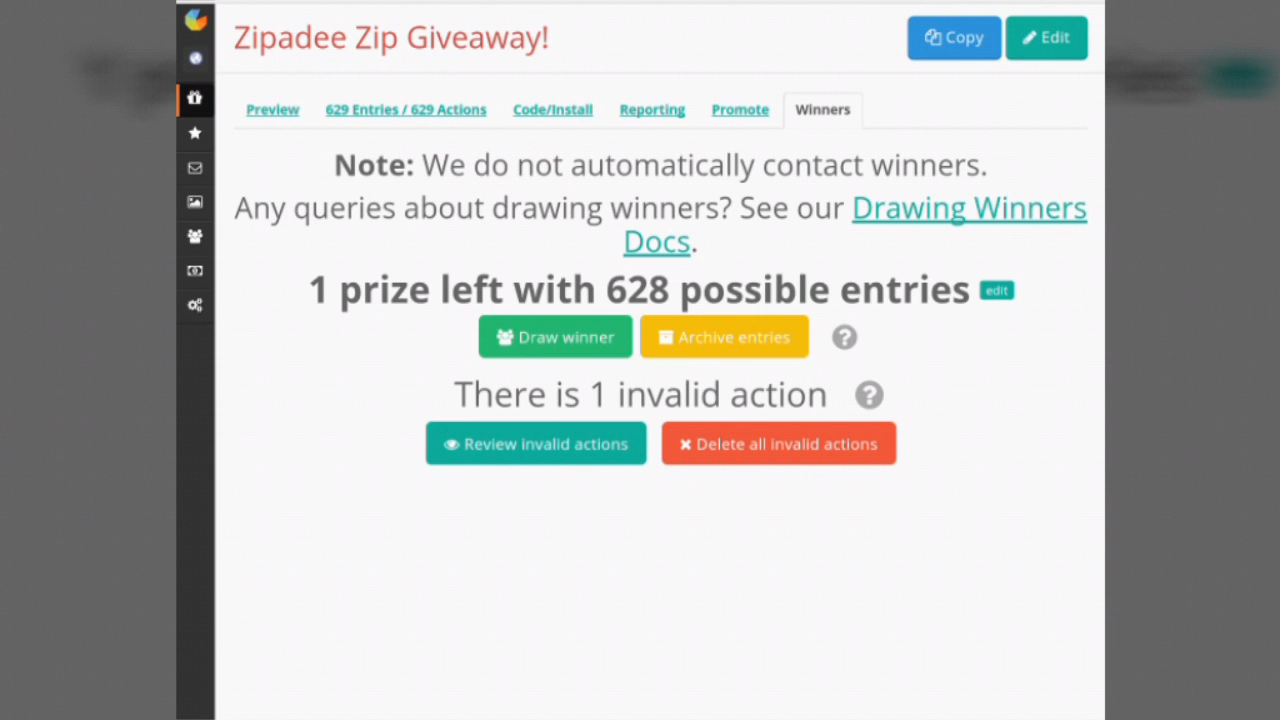 Zipadee Zip Giveaway!
Copy
Edit
Preview
629 Entries / 629 Actions
Code/Install
Reporting
Promote
Winners
Note: We do not automatically contact winners.
Any queries about drawing winners? See our Drawing Winners
Docs.
1 prize left with 628 possible entries edit
Draw winner
Archive entries
?
There is 1 invalid action ?
Review invalid actions
Delete all invalid actions